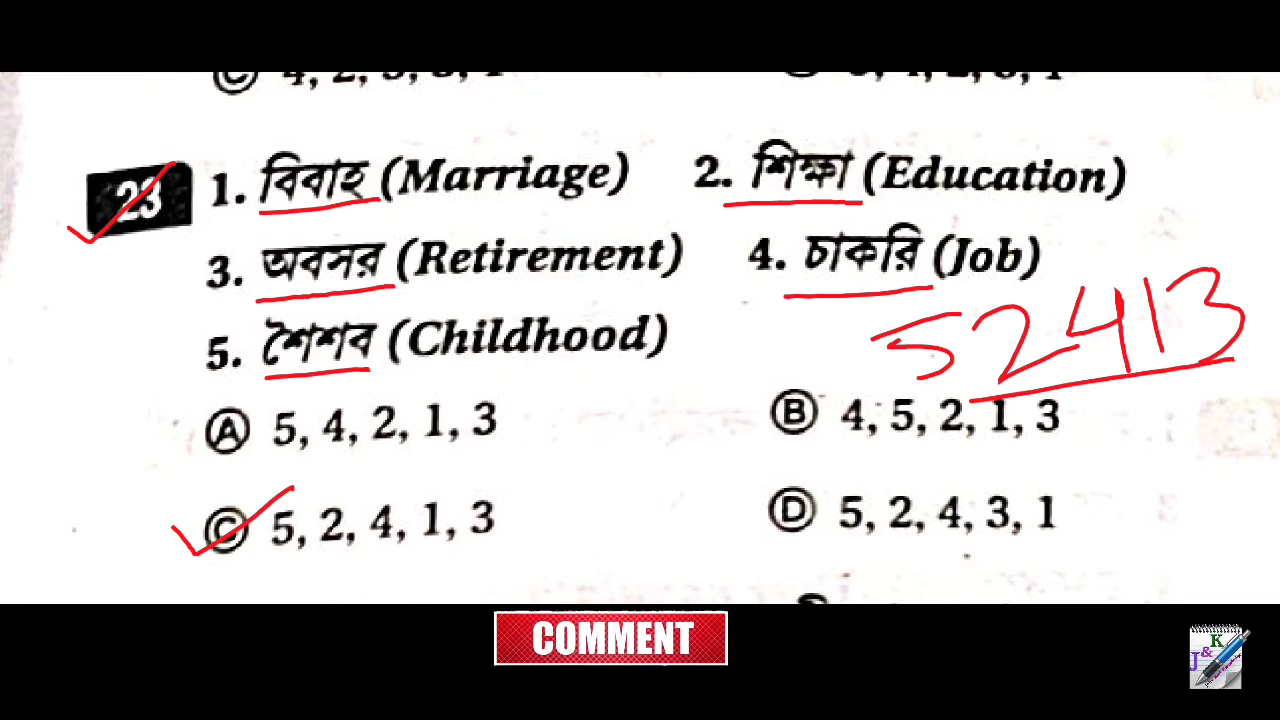 23 1. বিবাহ (Marriage) 2. শিক্ষা (Education)
3. অবসর (Retirement) 4. চাকরি (Job)
5. শৈশব (Childhood)
52413
Ⓐ 5, 4, 2, 1, 3 Ⓑ 4, 5, 2, 1, 3
Ⓒ 5, 2, 4, 1, 3 Ⓓ 5, 2, 4, 3, 1
COMMENT
J&K